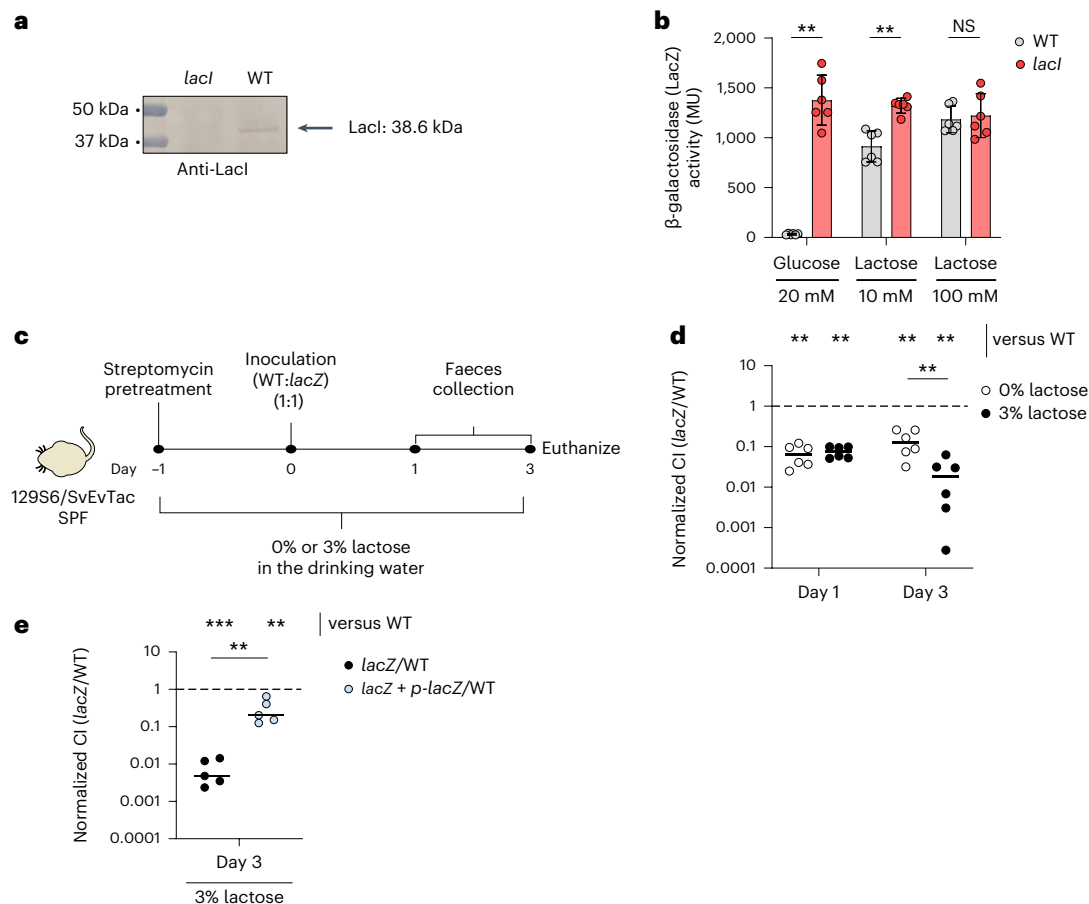 a
lacI WT
50 kDa
37 kDa
LacI: 38.6 kDa
Anti-LacI
b
β-galactosidase (LacZ)
activity (MU)
2,000
1,500
1,000
500
0
** ** NS
WT
lacI
Glucose Lactose Lactose
20 mM 10 mM 100 mM
c
Streptomycin
pretreatment
Inoculation
(WT:lacZ)
(1:1)
Faeces
collection
Euthanize
Day –1 0 1 3
129S6/SvEvTac
SPF
0% or 3% lactose
in the drinking water
d
** ** ** ** versus WT
**
Normalized CI (lacZ/WT)
10
1
0.1
0.01
0.001
0.0001
0% lactose
3% lactose
Day 1 Day 3
e
*** ** versus WT
**
Normalized CI (lacZ/WT)
10
1
0.1
0.01
0.001
0.0001
lacZ/WT
lacZ + p-lacZ/WT
Day 3
3% lactose